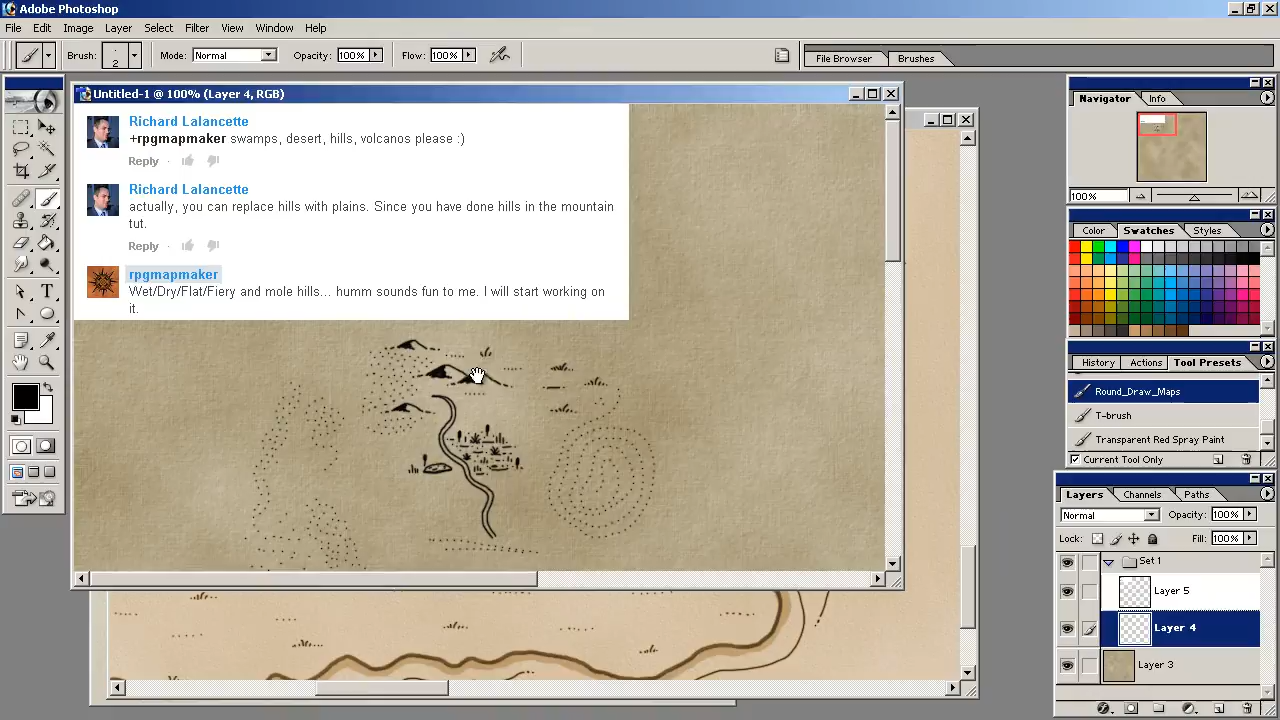 Adobe Photoshop
File Edit Image Layer Select Filter View Window Help
Brush: 2 Mode: Normal Opacity: 100% Flow: 100% File Browser Brushes
Untitled-1 @ 100% (Layer 4, RGB)
Richard Lalancette
+rpgmapmaker swamps, desert, hills, volcanos please :)
Reply ·
Richard Lalancette
actually, you can replace hills with plains. Since you have done hills in the mountain
tut.
Reply ·
rpgmapmaker
Wet/Dry/Flat/Fiery and mole hills... humm sounds fun to me. I will start working on
it.
Navigator Info
100%
Color Swatches Styles
History Actions Tool Presets
Round_Draw_Maps
T-brush
Transparent Red Spray Paint
Current Tool Only
Layers Channels Paths
Normal Opacity: 100%
Lock: Fill: 100%
Set 1
Layer 5
Layer 4
Layer 3